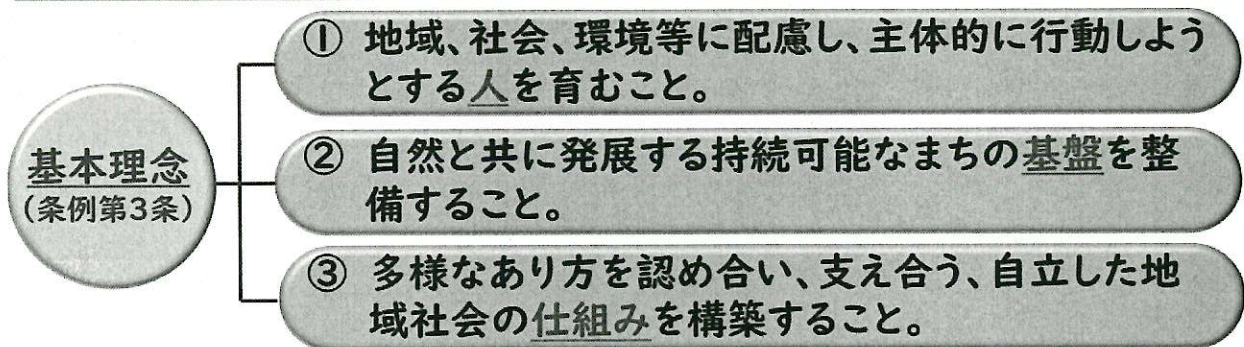 基本理念
(条例第3条)
① 地域、社会、環境等に配慮し、主体的に行動しよう
とする人を育むこと。
② 自然と共に発展する持続可能なまちの基盤を整
備すること。
③ 多様なあり方を認め合い、支え合う、自立した地
域社会の仕組みを構築すること。